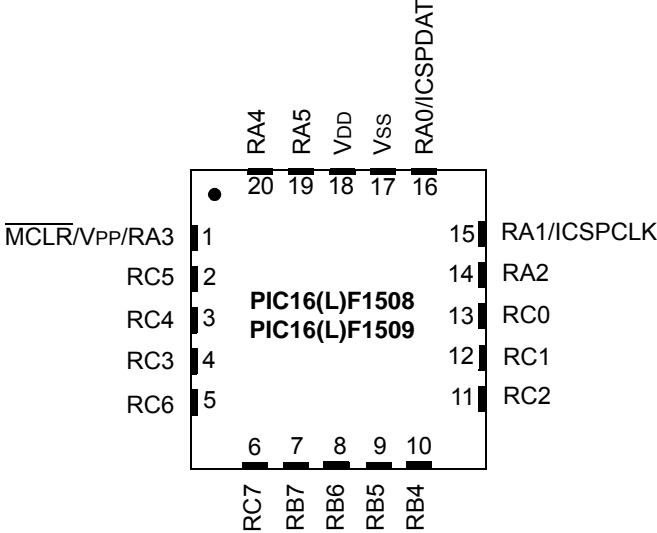 RA4
RA5
VDD
VSS
RA0/ICSPDAT
20 19 18 17 16
MCLR/VPP/RA3 1
15 RA1/ICSPCLK
RC5 2
14 RA2
RC4 3
13 RC0
RC3 4
12 RC1
RC6 5
11 RC2
PIC16(L)F1508
PIC16(L)F1509
6 7 8 9 10
RC7
RB7
RB6
RB5
RB4